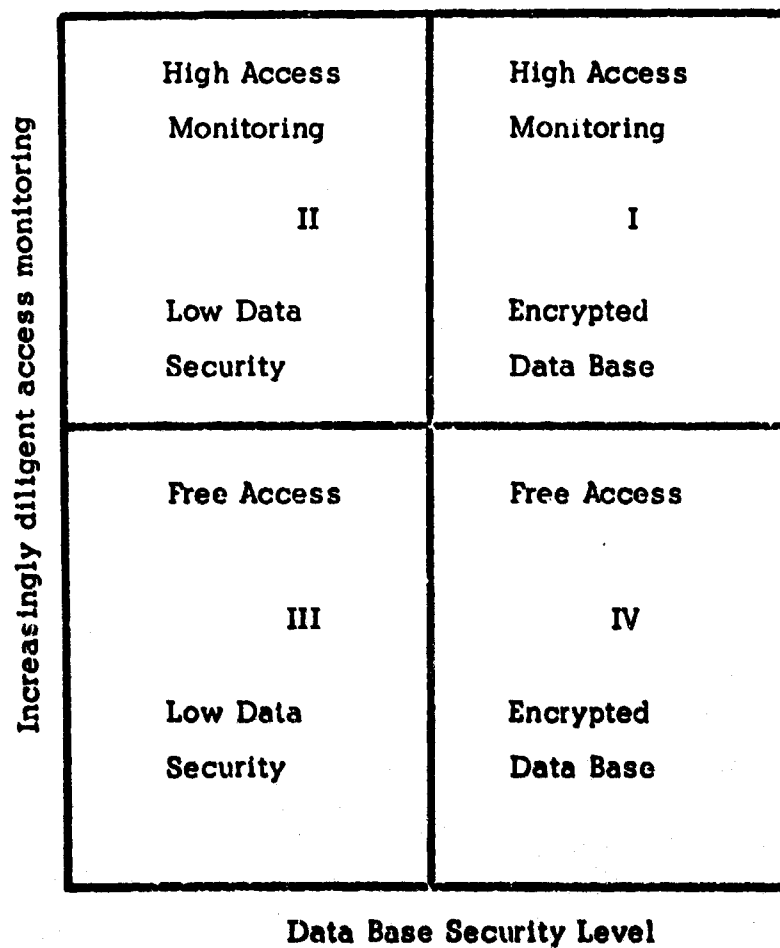 Increasingly diligent access monitoring
High Access
Monitoring
II
Low Data
Security
High Access
Monitoring
I
Encrypted
Data Base
Free Access
III
Low Data
Security
Free Access
IV
Encrypted
Data Base
Data Base Security Level